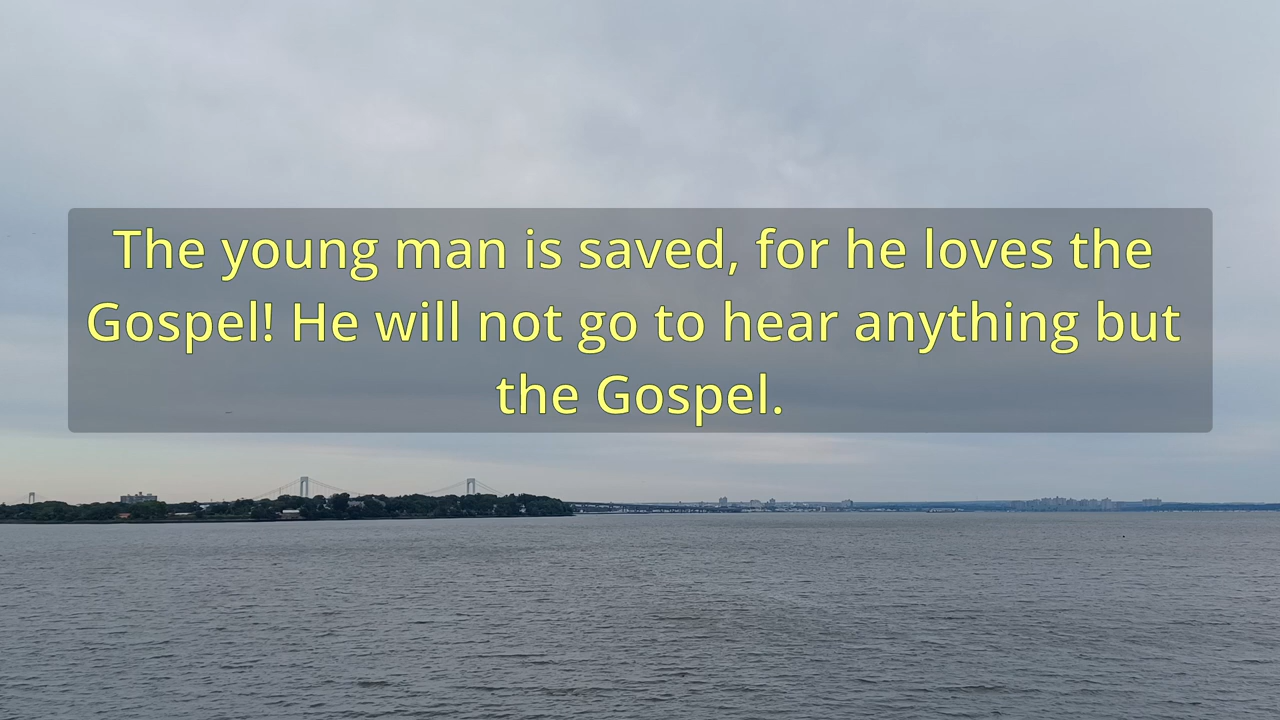 The young man is saved, for he loves the
Gospel! He will not go to hear anything but
the Gospel.